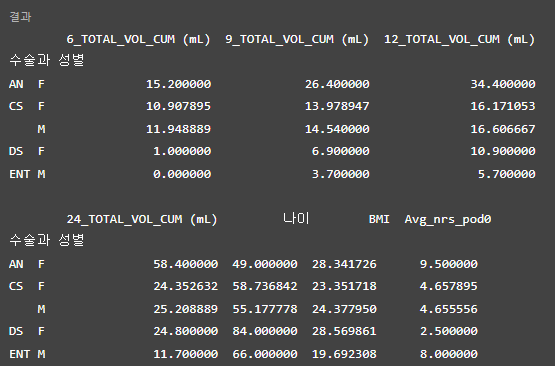 결과
6_TOTAL_VOL_CUM (mL) 9_TOTAL_VOL_CUM (mL) 12_TOTAL_VOL_CUM (mL)
수술과 성별
AN F 15.200000 26.400000 34.400000
CS F 10.907895 13.978947 16.171053
M 11.948889 14.540000 16.606667
DS F 1.000000 6.900000 10.900000
ENT M 0.000000 3.700000 5.700000
24_TOTAL_VOL_CUM (mL) 나이 BMI Avg_nrs_pod0
수술과 성별
AN F 58.400000 49.000000 28.341726 9.500000
CS F 24.352632 58.736842 23.351718 4.657895
M 25.208889 55.177778 24.377950 4.655556
DS F 24.800000 84.000000 28.569861 2.500000
ENT M 11.700000 66.000000 19.692308 8.000000